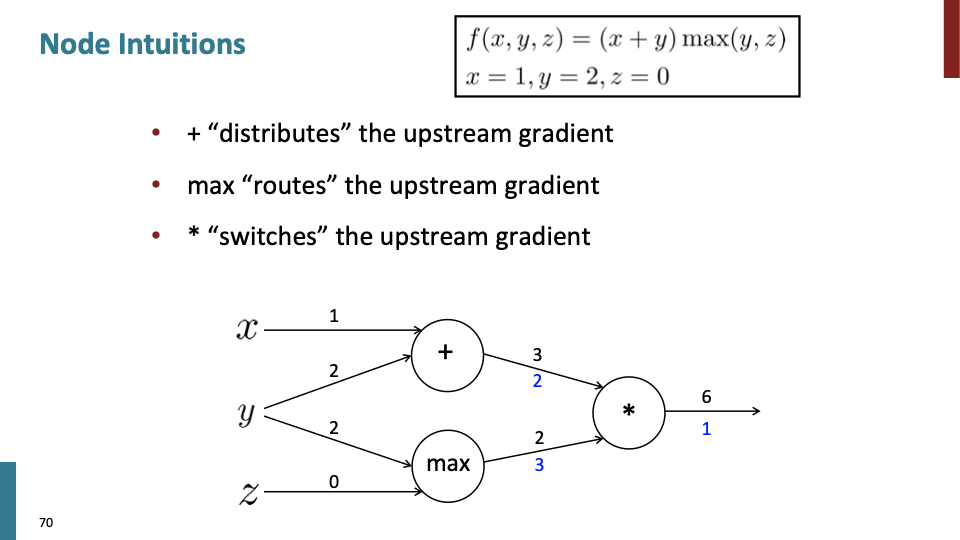 Node Intuitions
f(x, y, z) = (x + y) max(y, z)
x = 1, y = 2, z = 0
• + “distributes” the upstream gradient
• max “routes” the upstream gradient
• * “switches” the upstream gradient
x
1
+
2
3
2
y
*
6
1
2
max
2
3
z
0
70